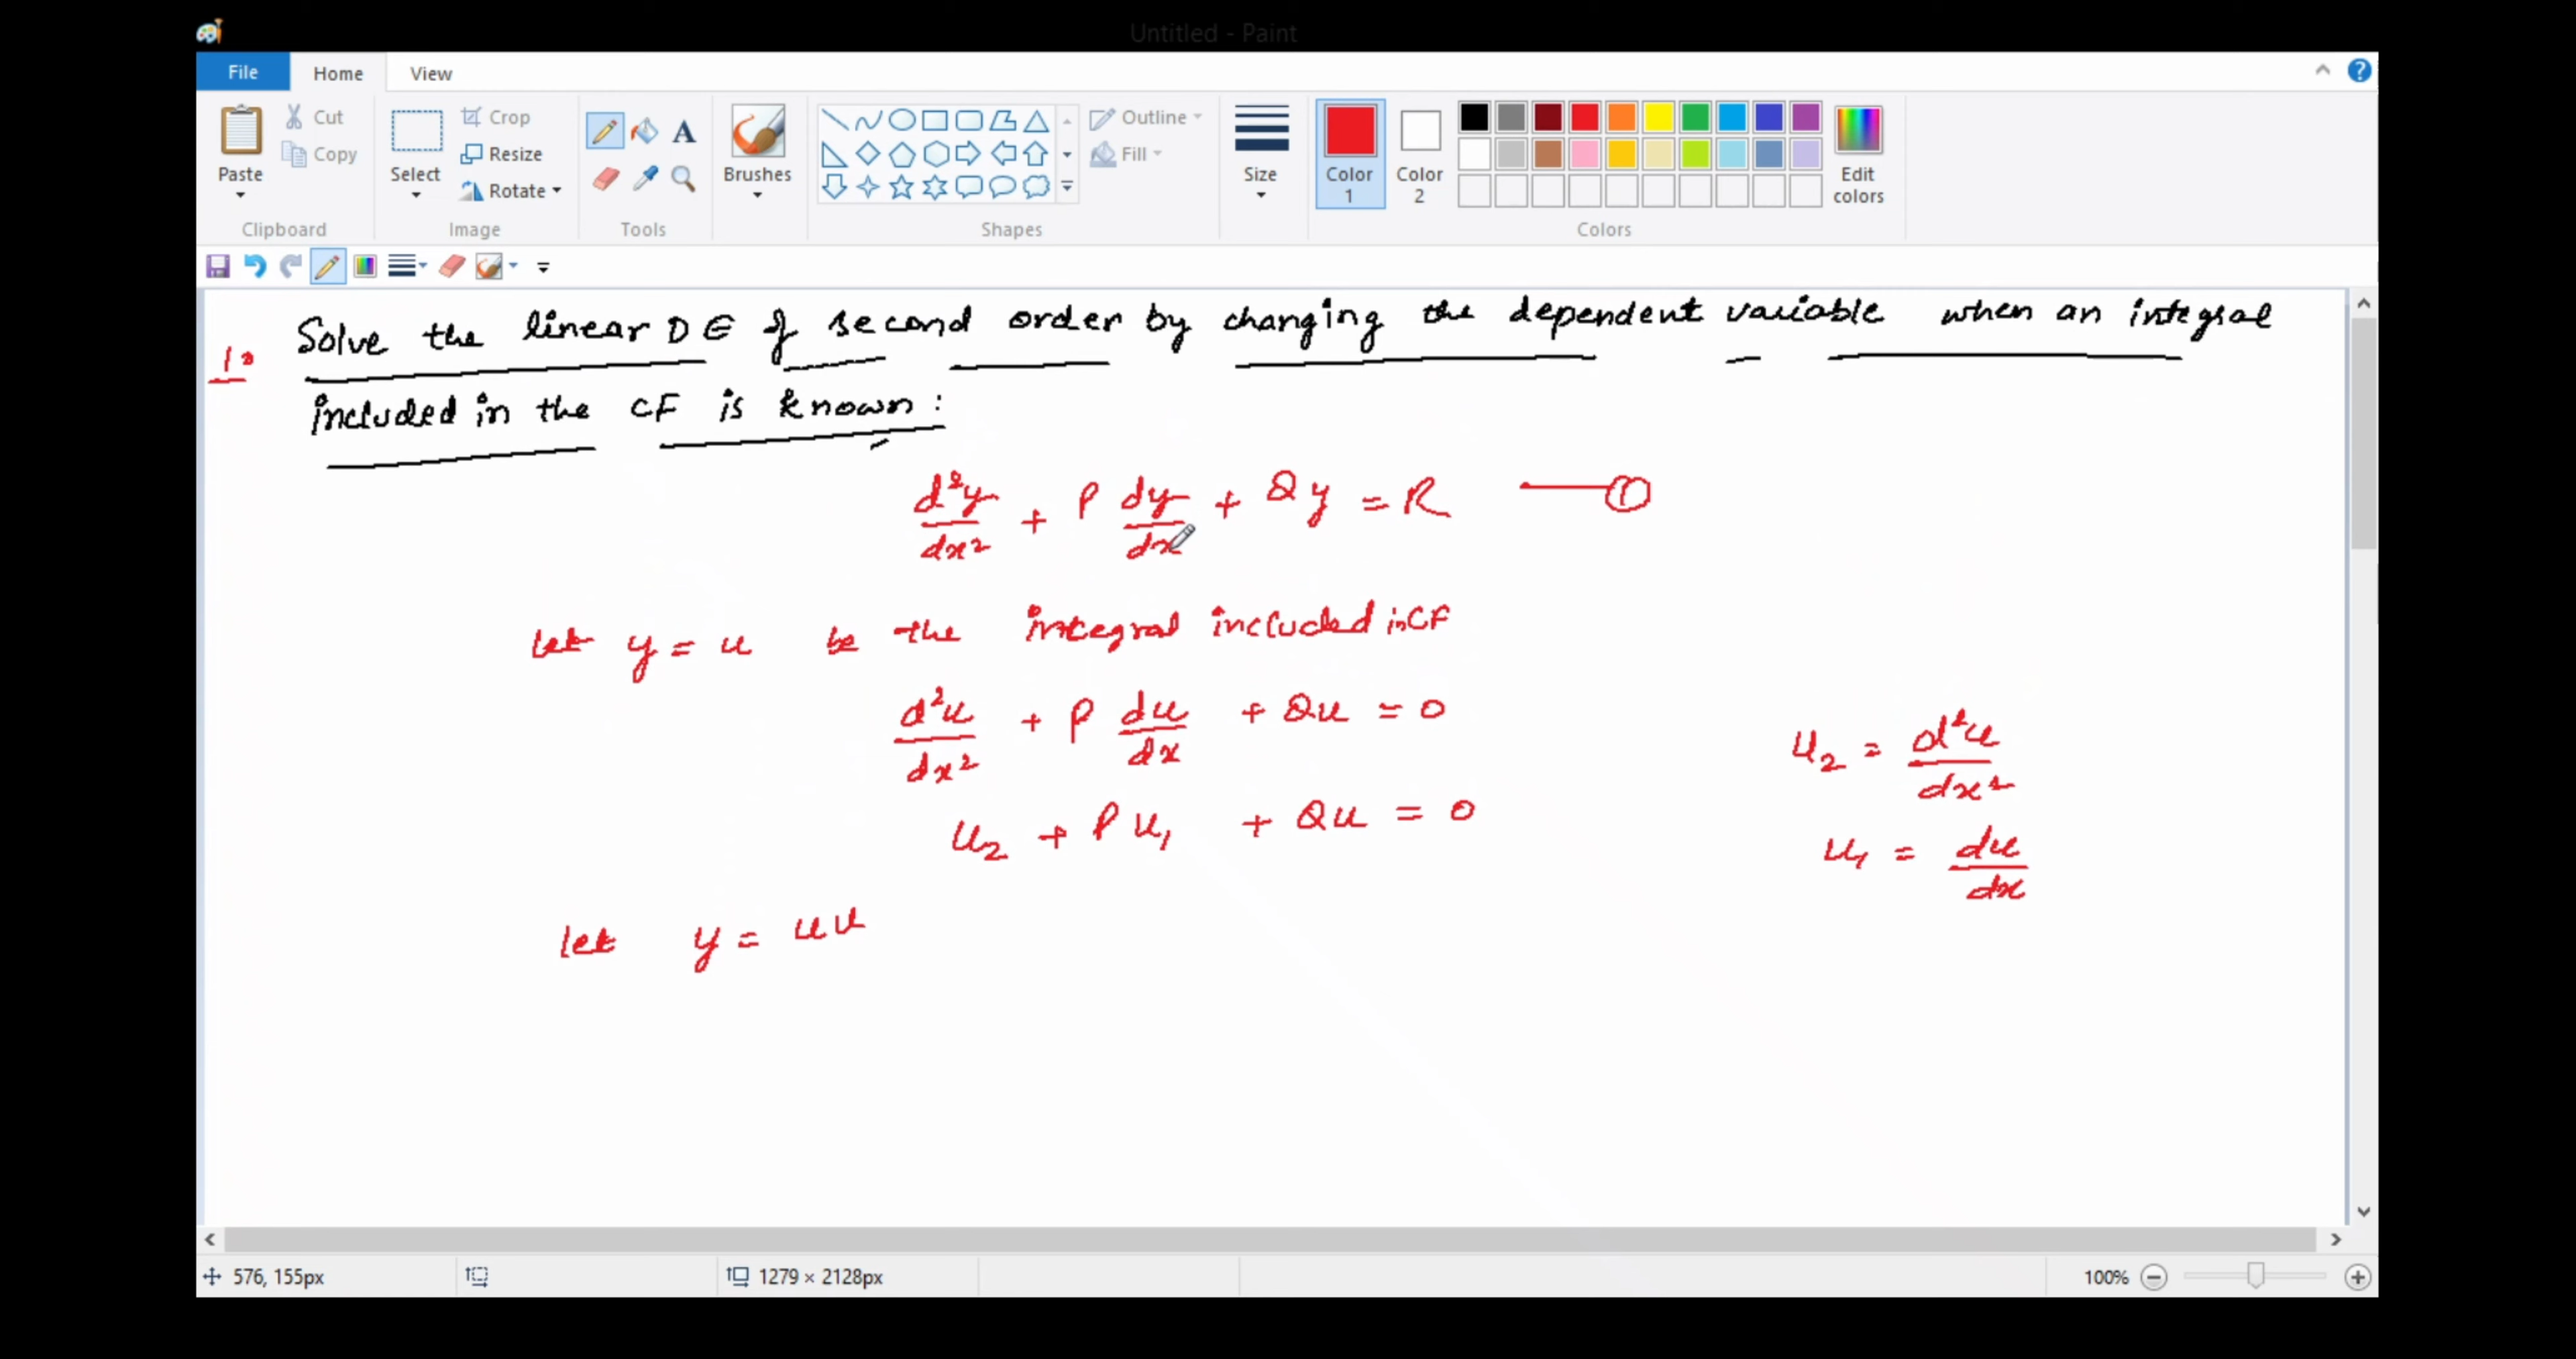 Untitled - Paint
File Home View
Paste Cut Copy Select Crop Resize Rotate A Brushes Outline Fill Size Color 1 Color 2 Edit colors
Clipboard Image Tools Shapes Colors
1. Solve the linear DE of second order by changing the dependent variable when an integral
included in the CF is known:
d²y/dx² + P dy/dx + Qy = R —①
let y = u be the integral included in CF
d²u/dx² + P du/dx + Qu = 0
u₂ = d²u/dx²
u₂ + P u₁ + Qu = 0
u₁ = du/dx
let y = uv
576, 155px 1279 × 2128px 100%